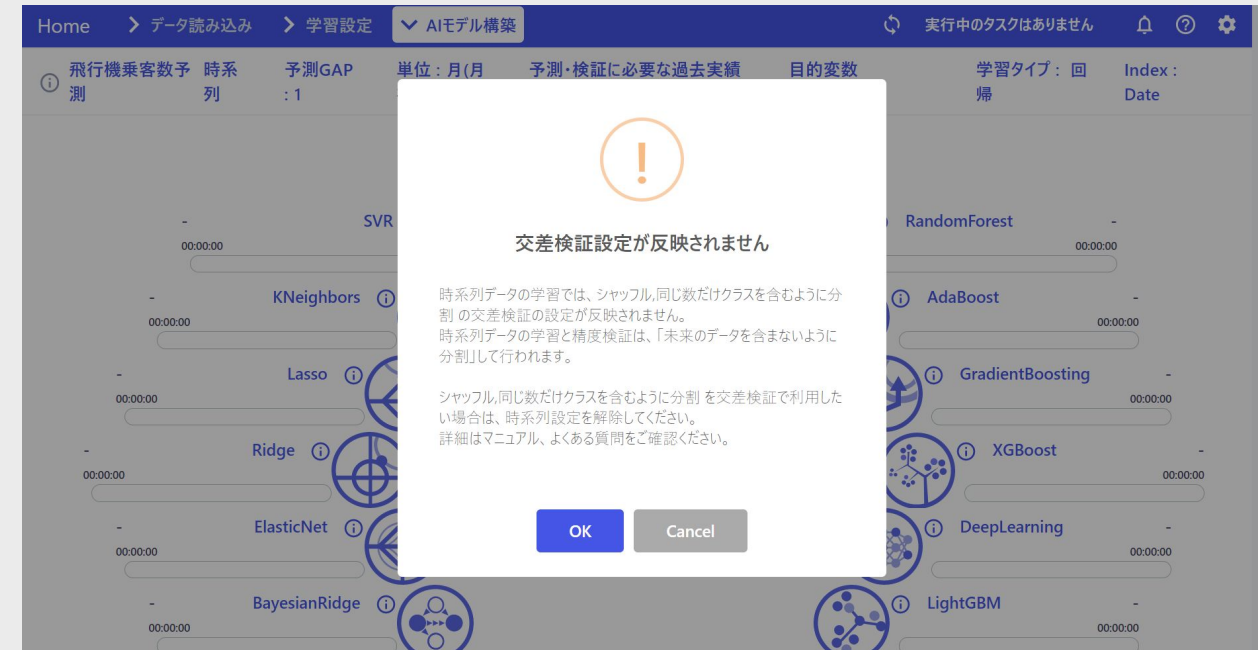 Home データ読み込み 学習設定 AIモデル構築 実行中のタスクはありません
飛行機乗客数予測 時系列 予測GAP : 1 単位 : 月(月 予測・検証に必要な過去実績 目的変数 学習タイプ : 回帰 Index : Date
交差検証設定が反映されません
時系列データの学習では、シャッフル,同じ数だけクラスを含むように分
割 の交差検証の設定が反映されません。
時系列データの学習と精度検証は、「未来のデータを含まないように
分割」して行われます。
シャッフル,同じ数だけクラスを含むように分割 を交差検証で利用した
い場合は、時系列設定を解除してください。
詳細はマニュアル、よくある質問をご確認ください。
OK Cancel
- SVR
00:00:00
- KNeighbors
00:00:00
- Lasso
00:00:00
- Ridge
00:00:00
- ElasticNet
00:00:00
- BayesianRidge
00:00:00
RandomForest -
00:00:00
AdaBoost -
00:00:00
GradientBoosting -
00:00:00
XGBoost -
00:00:00
DeepLearning -
00:00:00
LightGBM -
00:00:00